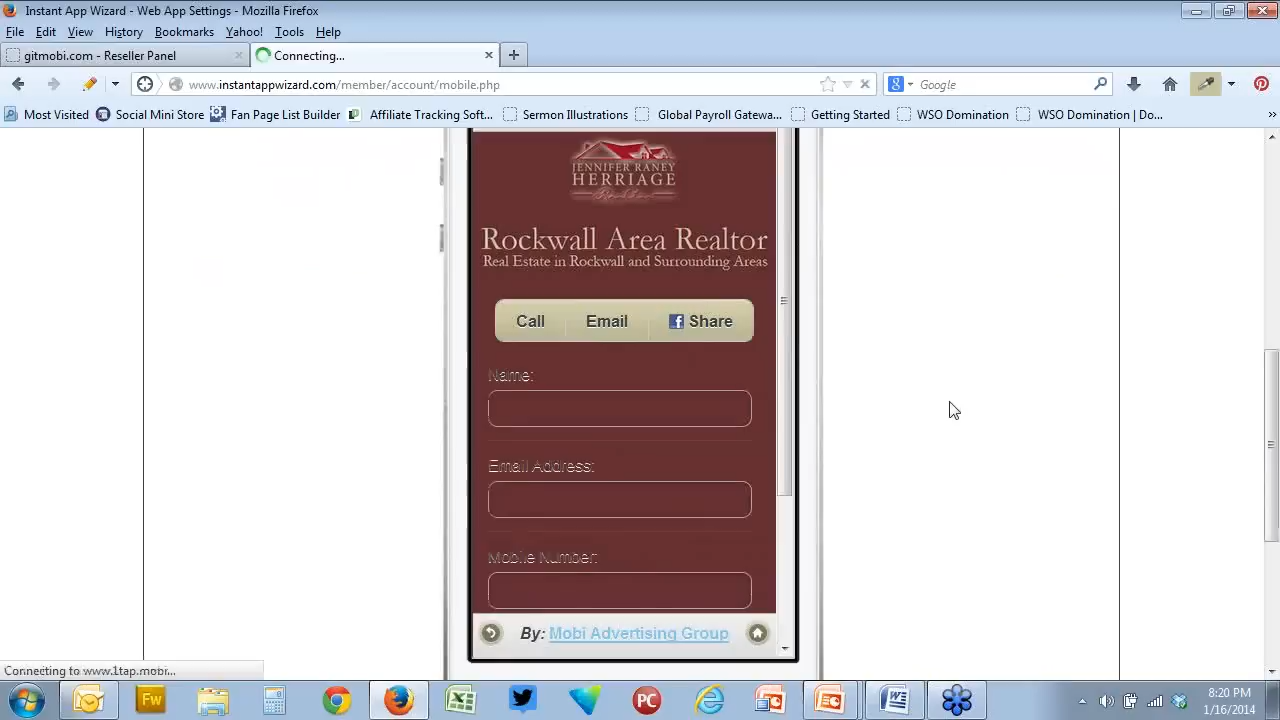 Instant App Wizard - Web App Settings - Mozilla Firefox
File Edit View History Bookmarks Yahoo! Tools Help
gitmobi.com - Reseller Panel Connecting...
www.instantappwizard.com/member/account/mobile.php Google
Most Visited Social Mini Store Fan Page List Builder Affiliate Tracking Soft... Sermon Illustrations Global Payroll Gatewa... Getting Started WSO Domination WSO Domination | Do...
JENNIFER RANEY
HERRIAGE
Rockwall Area Realtor
Real Estate in Rockwall and Surrounding Areas
Call Email Share
Name:
Email Address:
Mobile Number:
By: Mobi Advertising Group
Connecting to www.1tap.mobi...
Fw PC W
8:20 PM
1/16/2014